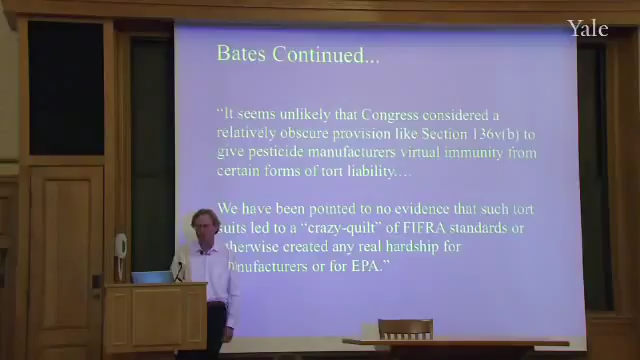 Yale
Bates Continued...
“It seems unlikely that Congress considered a
relatively obscure provision like Section 136v(b) to
give pesticide manufacturers virtual immunity from
certain forms of tort liability....
We have been pointed to no evidence that such tort
suits led to a “crazy-quilt” of FIFRA standards or
otherwise created any real hardship for
manufacturers or for EPA.”